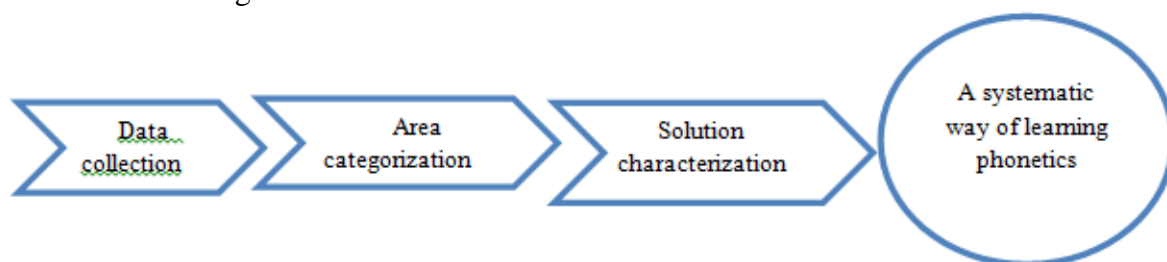 Data
collection
Area
categorization
Solution
characterization
A systematic
way of learning
phonetics